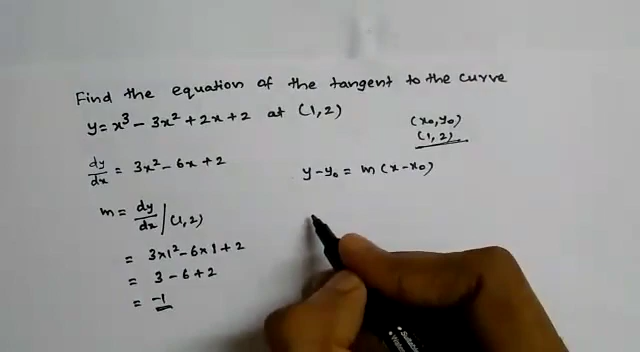 Find the equation of the tangent to the curve
y = x³ - 3x² + 2x + 2 at (1,2)
(x₀, y₀)
(1,2)
dy/dx = 3x² - 6x + 2
y - y₀ = m(x - x₀)
m = dy/dx / (1,2)
= 3×1² - 6×1 + 2
= 3 - 6 + 2
= -1